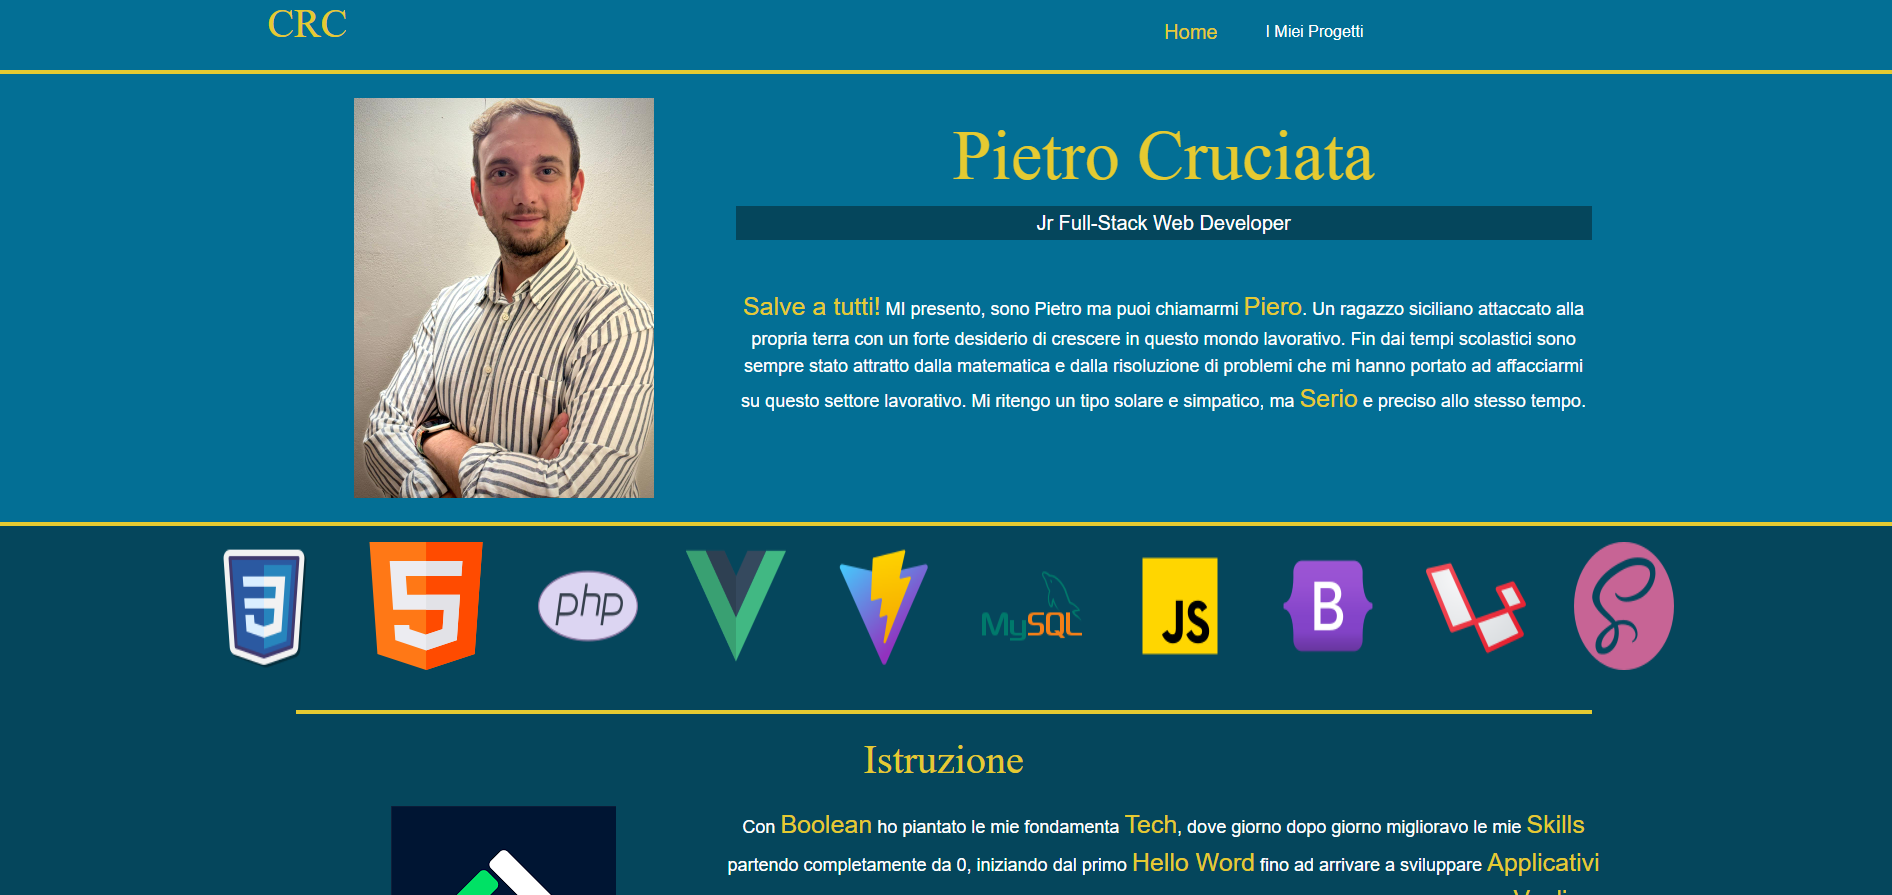 CRC
Home
I Miei Progetti
Pietro Cruciata
Jr Full-Stack Web Developer
Salve a tutti! MI presento, sono Pietro ma puoi chiamarmi Piero. Un ragazzo siciliano attaccato alla
propria terra con un forte desiderio di crescere in questo mondo lavorativo. Fin dai tempi scolastici sono
sempre stato attratto dalla matematica e dalla risoluzione di problemi che mi hanno portato ad affacciarmi
su questo settore lavorativo. Mi ritengo un tipo solare e simpatico, ma Serio e preciso allo stesso tempo.
3
5
php
MySQL
JS
B
Istruzione
Con Boolean ho piantato le mie fondamenta Tech, dove giorno dopo giorno miglioravo le mie Skills
partendo completamente da 0, iniziando dal primo Hello Word fino ad arrivare a sviluppare Applicativi